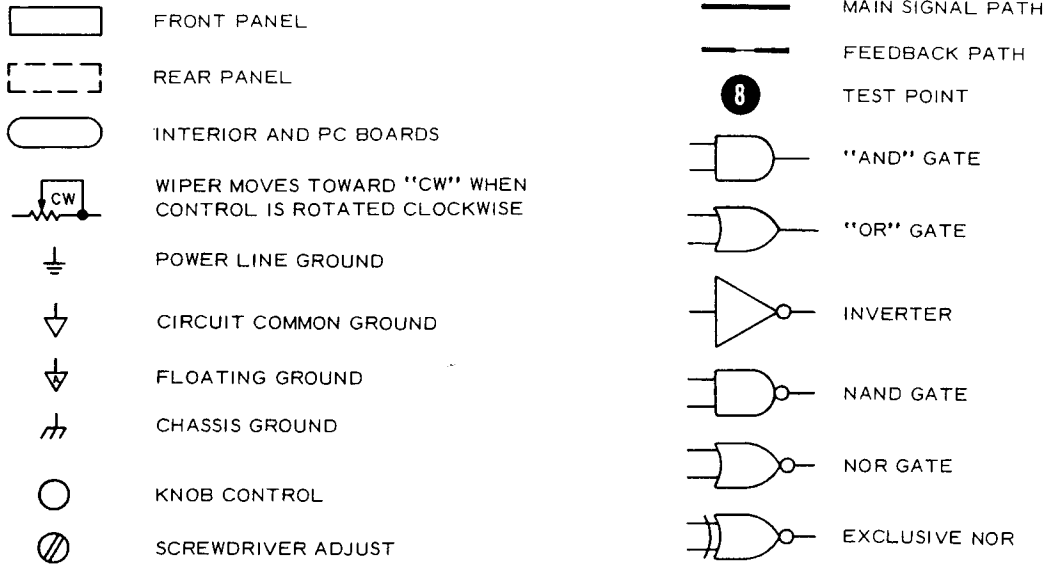 FRONT PANEL
REAR PANEL
INTERIOR AND PC BOARDS
CW
WIPER MOVES TOWARD "CW" WHEN
CONTROL IS ROTATED CLOCKWISE
POWER LINE GROUND
CIRCUIT COMMON GROUND
A
FLOATING GROUND
CHASSIS GROUND
KNOB CONTROL
SCREWDRIVER ADJUST
MAIN SIGNAL PATH
FEEDBACK PATH
8
TEST POINT
"AND" GATE
"OR" GATE
INVERTER
NAND GATE
NOR GATE
EXCLUSIVE NOR